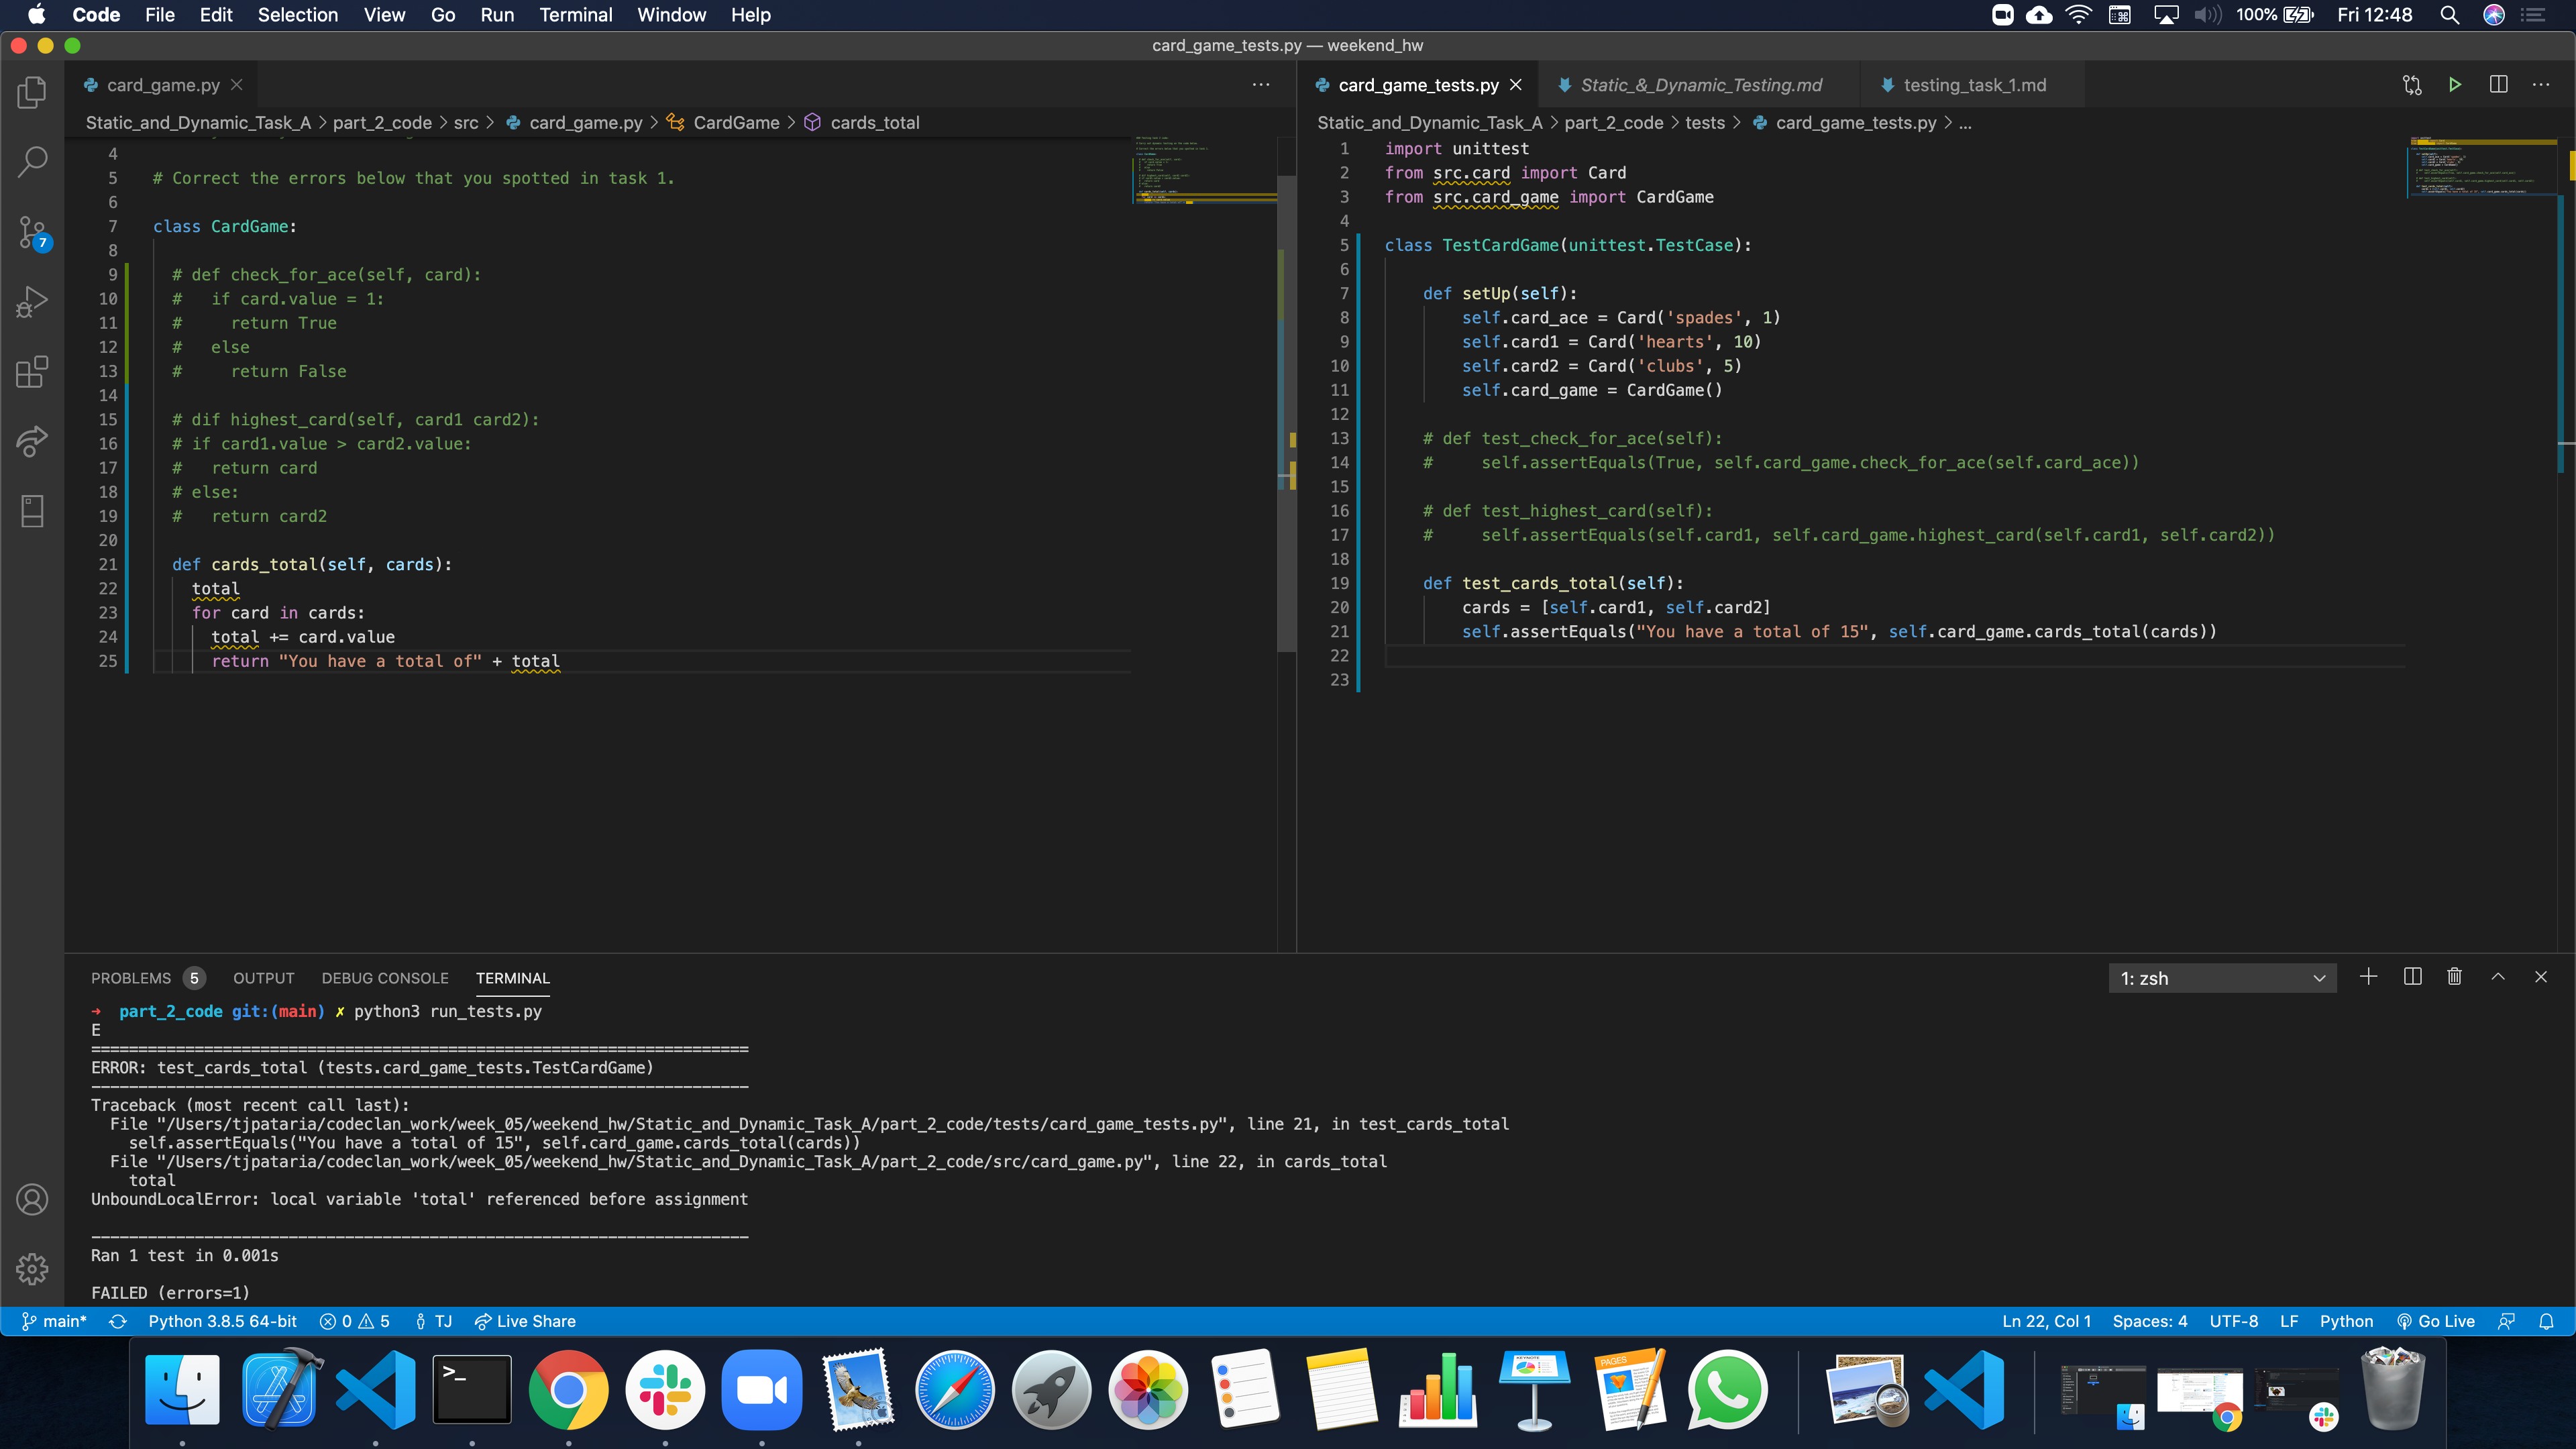 Code File Edit Selection View Go Run Terminal Window Help 100% Fri 12:48
card_game_tests.py — weekend_hw
card_game.py
Static_and_Dynamic_Task_A > part_2_code > src > card_game.py > CardGame > cards_total
4
5 # Correct the errors below that you spotted in task 1.
6
7 class CardGame:
8
9 # def check_for_ace(self, card):
10 #   if card.value = 1:
11 #     return True
12 #   else
13 #     return False
14
15 # dif highest_card(self, card1 card2):
16 # if card1.value > card2.value:
17 #   return card
18 # else:
19 #   return card2
20
21 def cards_total(self, cards):
22 total
23 for card in cards:
24 total += card.value
25 return "You have a total of" + total
card_game_tests.py Static_&_Dynamic_Testing.md testing_task_1.md
Static_and_Dynamic_Task_A > part_2_code > tests > card_game_tests.py > ...
1 import unittest
2 from src.card import Card
3 from src.card_game import CardGame
4
5 class TestCardGame(unittest.TestCase):
6
7 def setUp(self):
8 self.card_ace = Card('spades', 1)
9 self.card1 = Card('hearts', 10)
10 self.card2 = Card('clubs', 5)
11 self.card_game = CardGame()
12
13 # def test_check_for_ace(self):
14 #     self.assertEquals(True, self.card_game.check_for_ace(self.card_ace))
15
16 # def test_highest_card(self):
17 #     self.assertEquals(self.card1, self.card_game.highest_card(self.card1, self.card2))
18
19 def test_cards_total(self):
20 cards = [self.card1, self.card2]
21 self.assertEquals("You have a total of 15", self.card_game.cards_total(cards))
22
23
7
PROBLEMS 5 OUTPUT DEBUG CONSOLE TERMINAL 1: zsh
→ part_2_code git:(main) ✗ python3 run_tests.py
E
======================================================================
ERROR: test_cards_total (tests.card_game_tests.TestCardGame)
----------------------------------------------------------------------
Traceback (most recent call last):
File "/Users/tjpataria/codeclan_work/week_05/weekend_hw/Static_and_Dynamic_Task_A/part_2_code/tests/card_game_tests.py", line 21, in test_cards_total
self.assertEquals("You have a total of 15", self.card_game.cards_total(cards))
File "/Users/tjpataria/codeclan_work/week_05/weekend_hw/Static_and_Dynamic_Task_A/part_2_code/src/card_game.py", line 22, in cards_total
total
UnboundLocalError: local variable 'total' referenced before assignment
----------------------------------------------------------------------
Ran 1 test in 0.001s
FAILED (errors=1)
main* Python 3.8.5 64-bit 0 5 TJ Live Share Ln 22, Col 1 Spaces: 4 UTF-8 LF Python Go Live
>_
KEYNOTE
PAGES